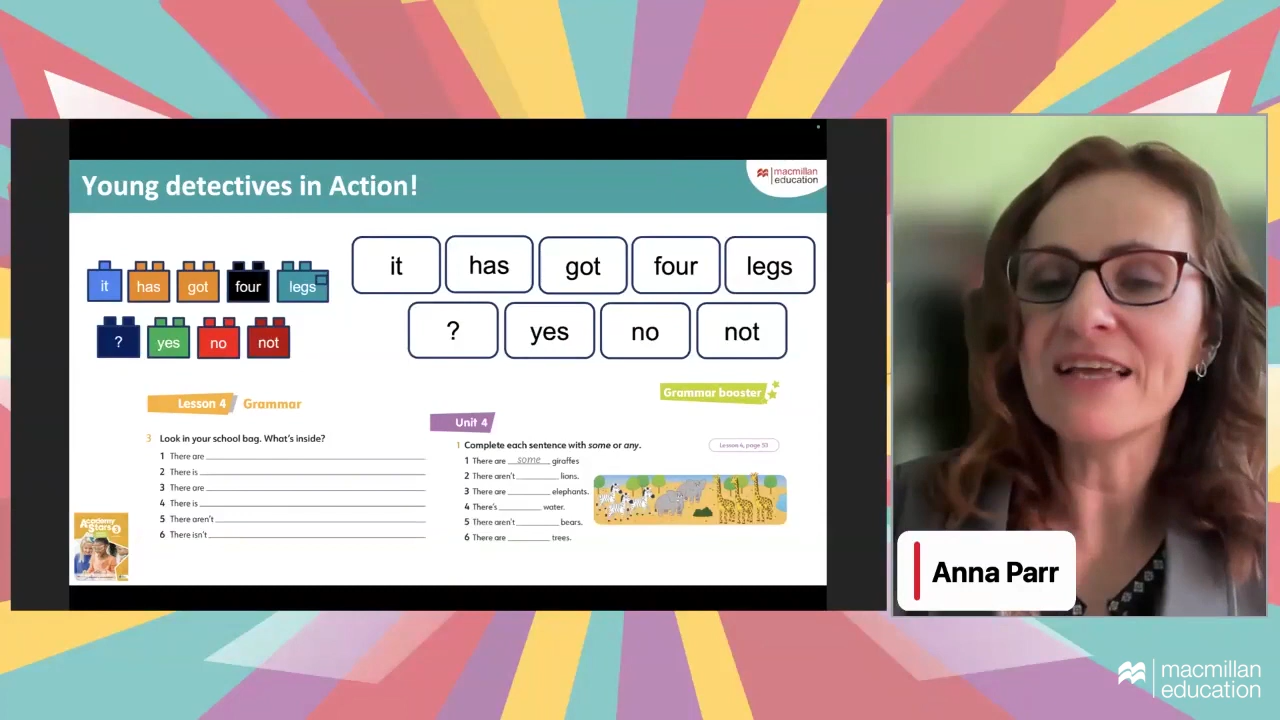 Young detectives in Action!
macmillan
education
it has got four legs
? yes no not
it has got four legs
? yes no not
Lesson 4 Grammar
3 Look in your school bag. What's inside?
1 There are
2 There is
3 There are
4 There is
5 There aren't
6 There isn't
Grammar booster
Unit 4
1 Complete each sentence with some or any.
Lesson 4, page 53
1 There are some giraffes
2 There aren't lions.
3 There are elephants.
4 There's water.
5 There aren't bears.
6 There are trees.
Academy
Stars 3
Anna Parr
macmillan
education